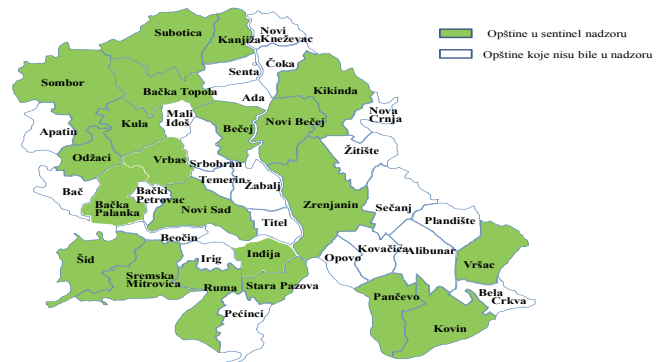 Opštine u sentinel nadzoru
Opštine koje nisu bile u nadzoru
Subotica
Kanjiža
Novi
Kneževac
Senta
Čoka
Sombor
Bačka Topola
Ada
Kikinda
Mali
Idoš
Nova
Crnja
Apatin
Kula
Bečej
Novi Bečej
Žitište
Odžaci
Vrbas
Srbobran
Temerin
Žabalj
Bač
Bački
Petrovac
Bačka
Palanka
Novi Sad
Zrenjanin
Sečanj
Titel
Plandište
Beočin
Kovačica
Alibunar
Šid
Irig
Inđija
Opovo
Vršac
Sremska
Mitrovica
Ruma
Stara Pazova
Pančevo
Bela
Crkva
Pećinci
Kovin